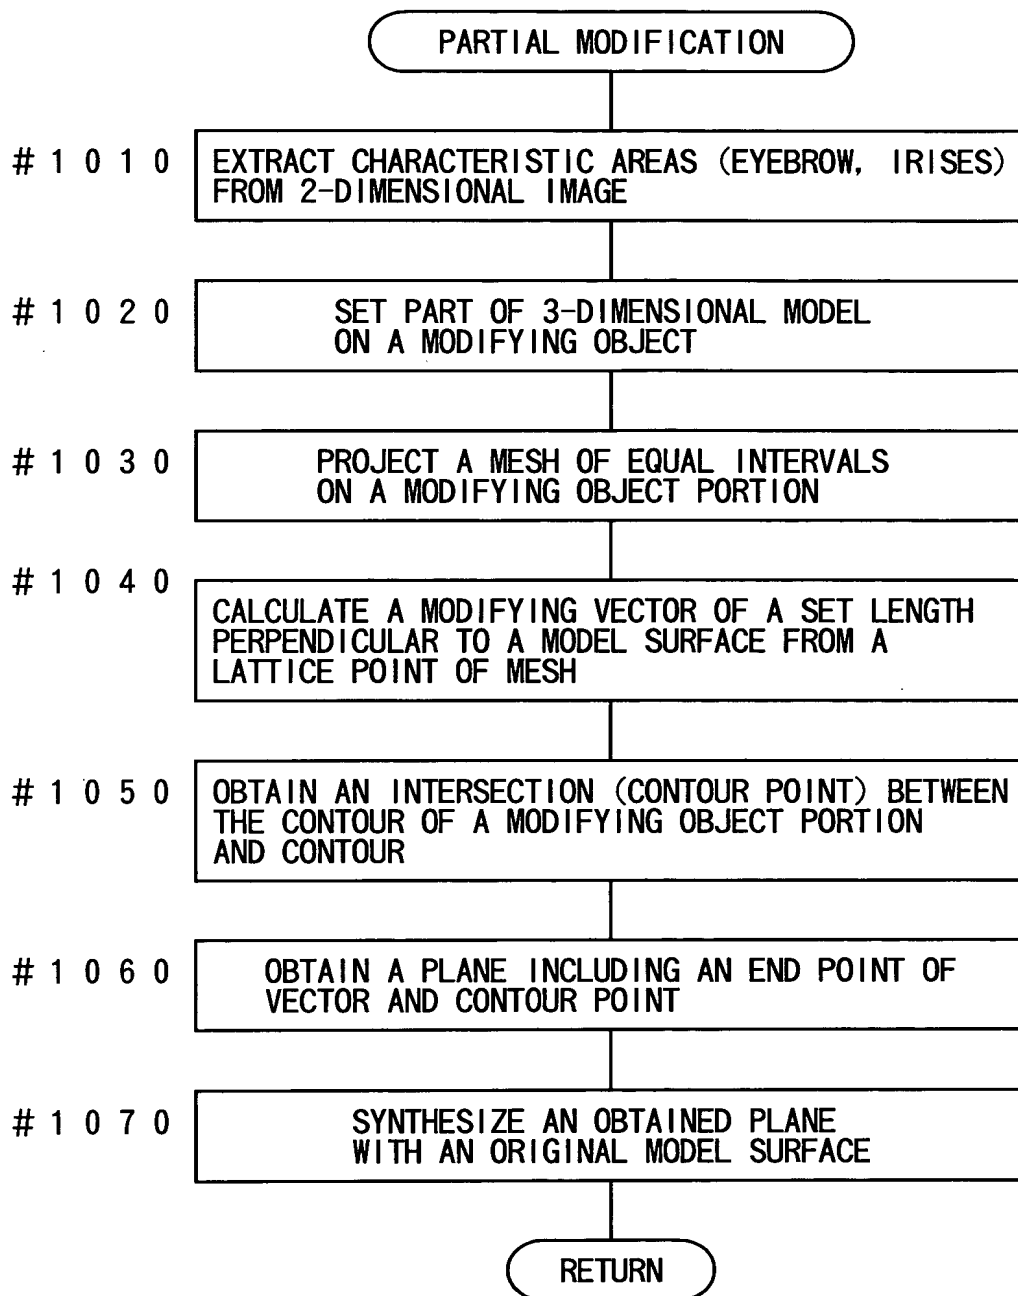 PARTIAL MODIFICATION
#1010
EXTRACT CHARACTERISTIC AREAS (EYEBROW, IRISES)
FROM 2-DIMENSIONAL IMAGE
#1020
SET PART OF 3-DIMENSIONAL MODEL
ON A MODIFYING OBJECT
#1030
PROJECT A MESH OF EQUAL INTERVALS
ON A MODIFYING OBJECT PORTION
#1040
CALCULATE A MODIFYING VECTOR OF A SET LENGTH
PERPENDICULAR TO A MODEL SURFACE FROM A
LATTICE POINT OF MESH
#1050
OBTAIN AN INTERSECTION (CONTOUR POINT) BETWEEN
THE CONTOUR OF A MODIFYING OBJECT PORTION
AND CONTOUR
#1060
OBTAIN A PLANE INCLUDING AN END POINT OF
VECTOR AND CONTOUR POINT
#1070
SYNTHESIZE AN OBTAINED PLANE
WITH AN ORIGINAL MODEL SURFACE
RETURN